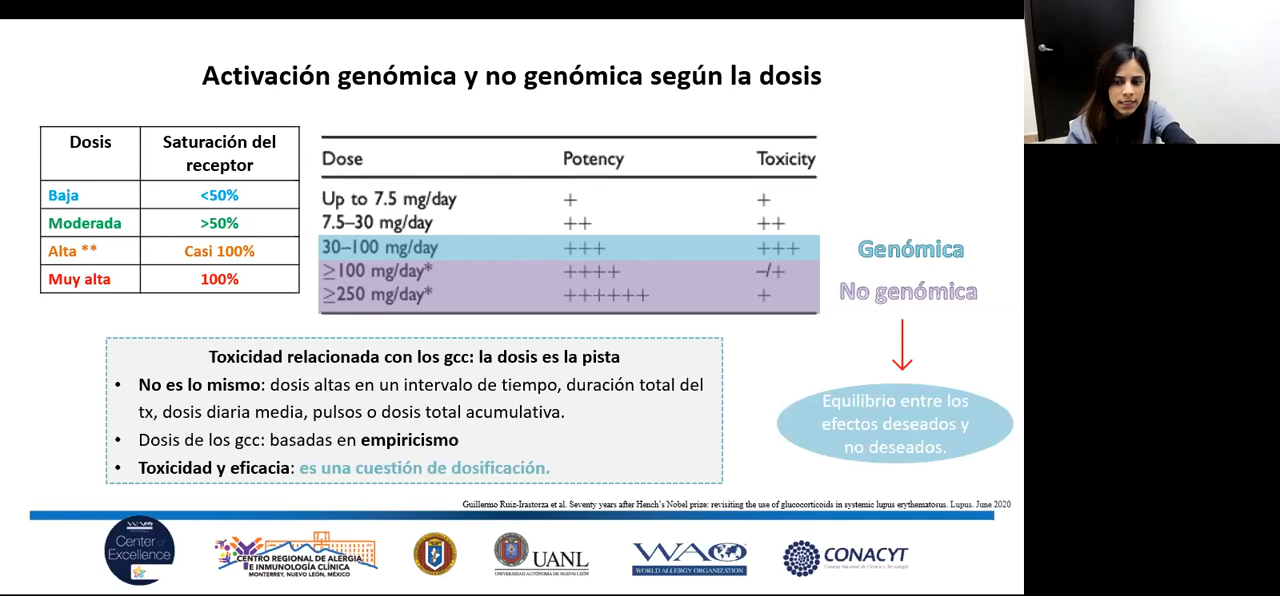 Activación genómica y no genómica según la dosis
Dosis
Saturación del
receptor
Baja
<50%
Moderada
>50%
Alta **
Casi 100%
Muy alta
100%
Dose
Potency
Toxicity
Up to 7.5 mg/day
+
+
7.5–30 mg/day
++
++
30–100 mg/day
+++
+++
≥100 mg/day*
++++
–/+
≥250 mg/day*
++++++
+
Genómica
No genómica
Equilibrio entre los
efectos deseados y
no deseados.
Toxicidad relacionada con los gcc: la dosis es la pista
• No es lo mismo: dosis altas en un intervalo de tiempo, duración total del
tx, dosis diaria media, pulsos o dosis total acumulativa.
• Dosis de los gcc: basadas en empiricismo
• Toxicidad y eficacia: es una cuestión de dosificación.
Guillermo Ruiz-Irastorza et al. Seventy years after Hench's Nobel prize: revisiting the use of glucocorticoids in systemic lupus erythematosus. Lupus. June 2020
WAO
Center of
Excellence
CENTRO REGIONAL DE ALERGIA
E INMUNOLOGÍA CLÍNICA
MONTERREY, NUEVO LEÓN, MÉXICO
UANL
UNIVERSIDAD AUTÓNOMA DE NUEVO LEÓN
WAO
WORLD ALLERGY ORGANIZATION
CONACYT
Consejo Nacional de Ciencia y Tecnología